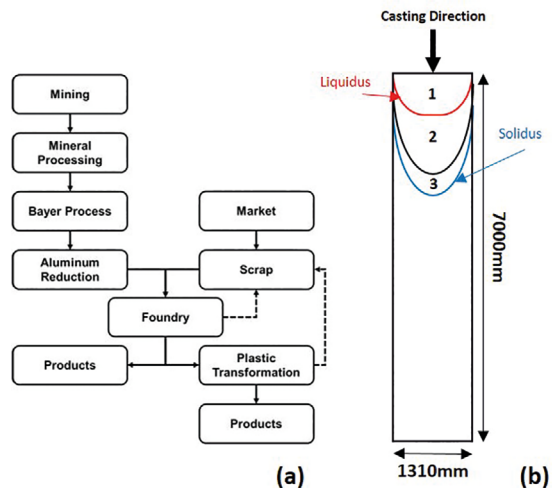 Mining
Mineral
Processing
Bayer Process
Market
Aluminum
Reduction
Scrap
Foundry
Products
Plastic
Transformation
Products
(a)
Casting Direction
Liquidus
1
2
Solidus
3
7000mm
1310mm
(b)